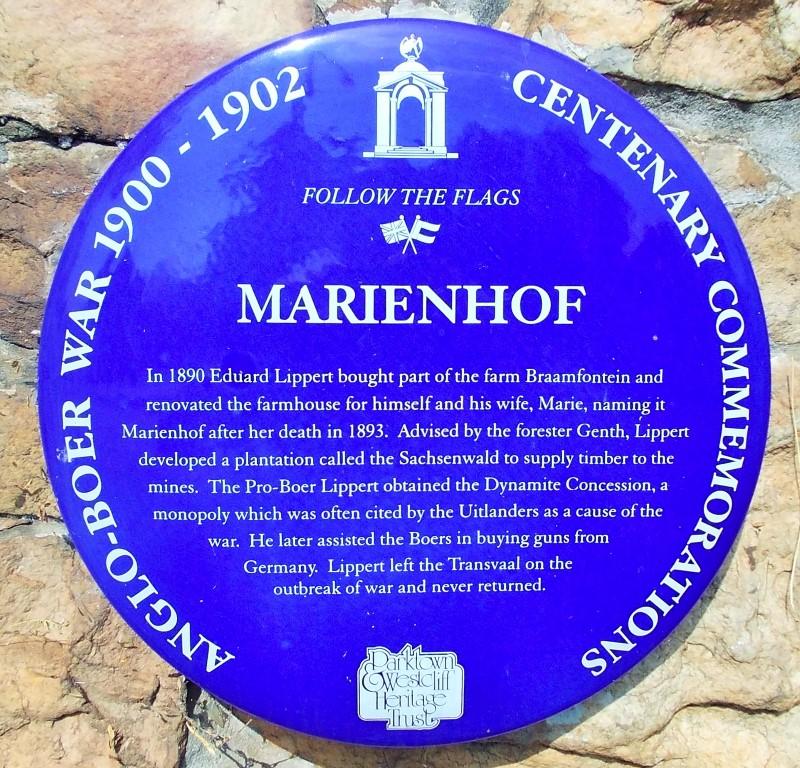 ANGLO-BOER WAR 1900 - 1902
CENTENARY COMMEMORATIONS
FOLLOW THE FLAGS
MARIENHOF
In 1890 Eduard Lippert bought part of the farm Braamfontein and
renovated the farmhouse for himself and his wife, Marie, naming it
Marienhof after her death in 1893. Advised by the forester Genth, Lippert
developed a plantation called the Sachsenwald to supply timber to the
mines. The Pro-Boer Lippert obtained the Dynamite Concession, a
monopoly which was often cited by the Uitlanders as a cause of the
war. He later assisted the Boers in buying guns from
Germany. Lippert left the Transvaal on the
outbreak of war and never returned.
Parktown
& Westcliff
Heritage
Trust